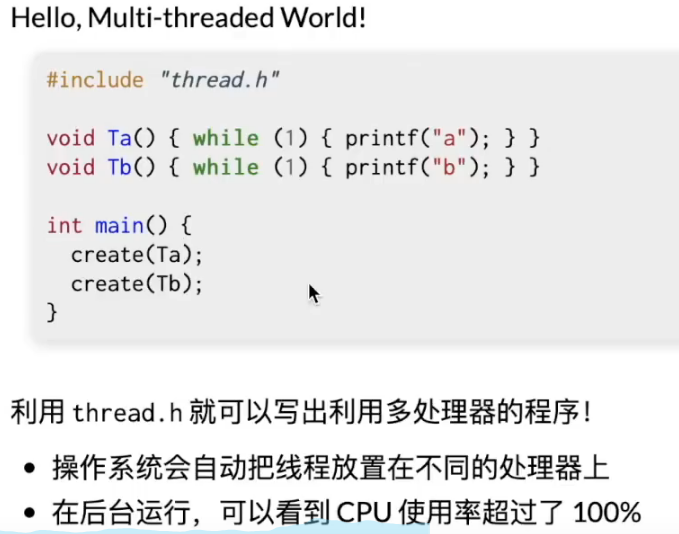 Hello, Multi-threaded World!
#include "thread.h"
void Ta() { while (1) { printf("a"); } }
void Tb() { while (1) { printf("b"); } }
int main() {
  create(Ta);
  create(Tb);
}
利用 thread.h 就可以写出利用多处理器的程序！
• 操作系统会自动把线程放置在不同的处理器上
• 在后台运行，可以看到 CPU 使用率超过了 100%